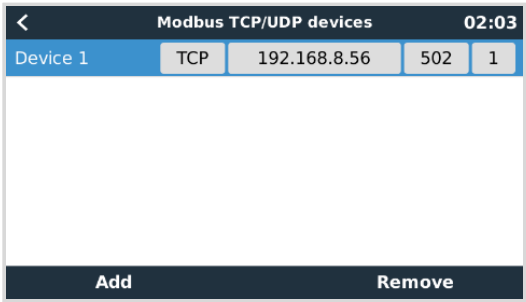 Modbus TCP/UDP devices 02:03
Device 1 TCP 192.168.8.56 502 1
Add Remove